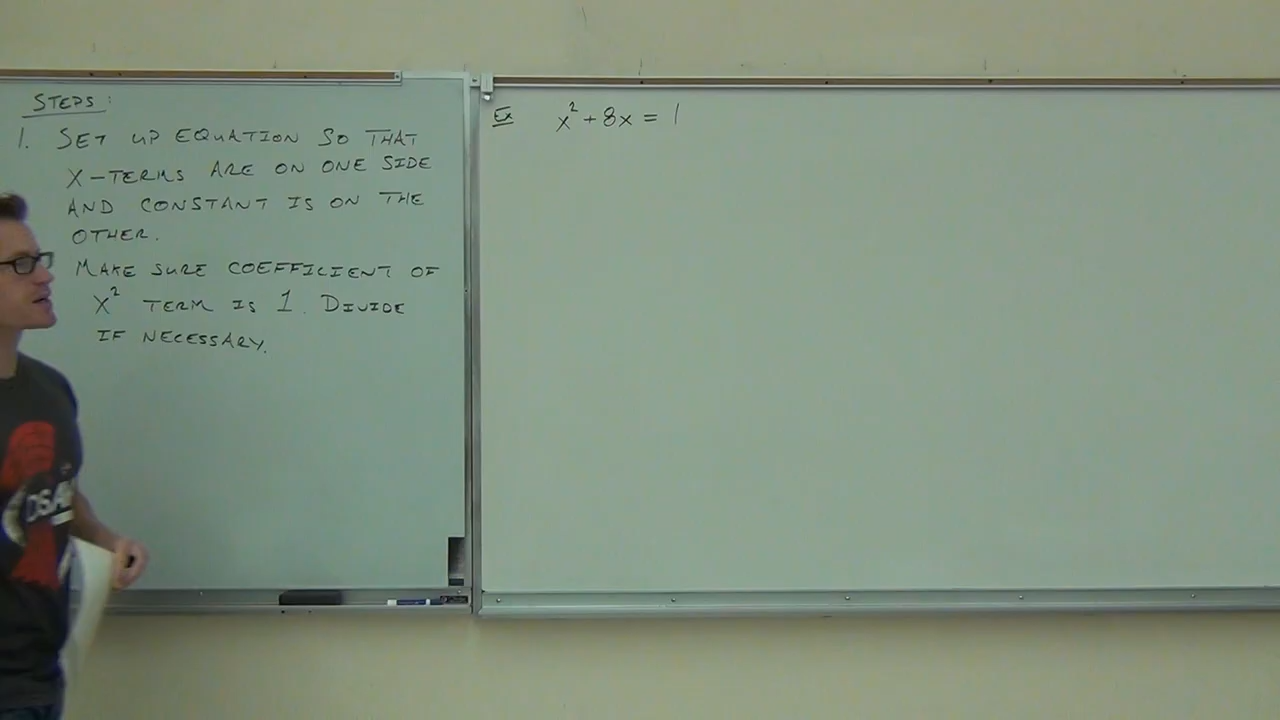 STEPS:
1. SET UP EQUATION SO THAT
X-TERMS ARE ON ONE SIDE
AND CONSTANT IS ON THE
OTHER.
MAKE SURE COEFFICIENT OF
X² TERM IS 1. DIVIDE
IF NECESSARY.
Ex x² + 8x = 1